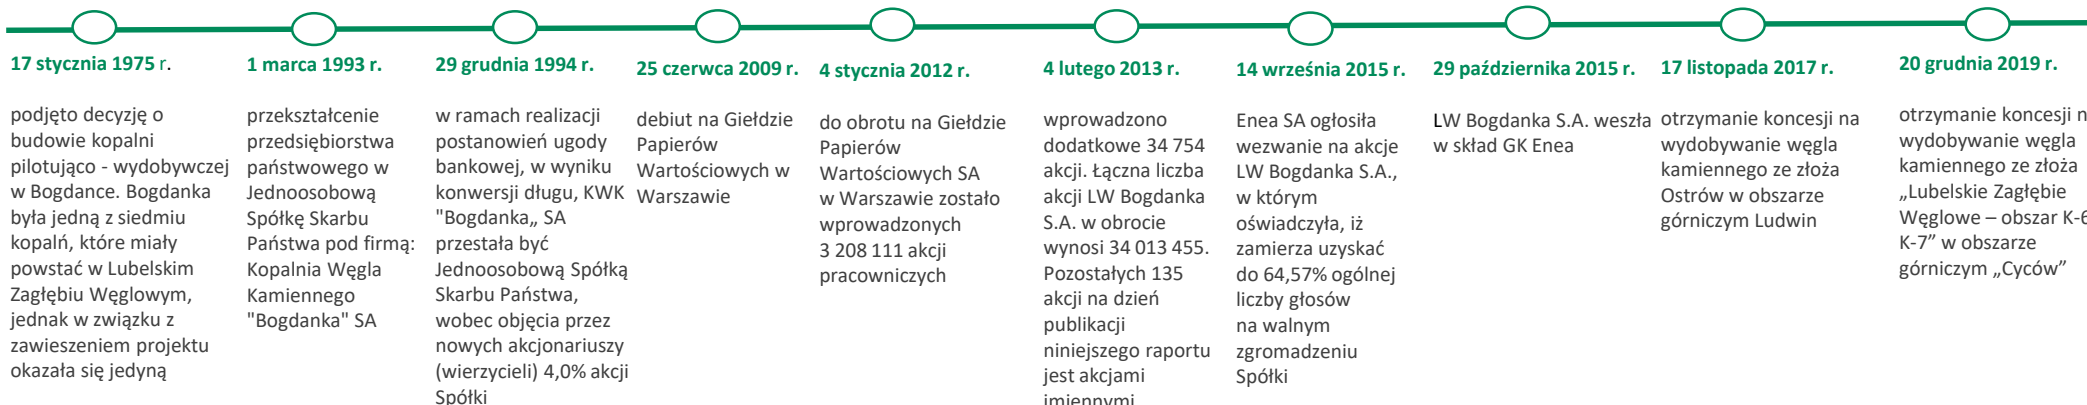 17 stycznia 1975 r.
podjęto decyzję o
budowie kopalni
pilotująco - wydobywczej
w Bogdance. Bogdanka
była jedną z siedmiu
kopalń, które miały
powstać w Lubelskim
Zagłębiu Węglowym,
jednak w związku z
zawieszeniem projektu
okazała się jedyną
1 marca 1993 r.
przekształcenie
przedsiębiorstwa
państwowego w
Jednoosobową
Spółkę Skarbu
Państwa pod firmą:
Kopalnia Węgla
Kamiennego
"Bogdanka" SA
29 grudnia 1994 r.
w ramach realizacji
postanowień ugody
bankowej, w wyniku
konwersji długu, KWK
"Bogdanka„ SA
przestała być
Jednoosobową Spółką
Skarbu Państwa,
wobec objęcia przez
nowych akcjonariuszy
(wierzycieli) 4,0% akcji
Spółki
25 czerwca 2009 r.
debiut na Giełdzie
Papierów
Wartościowych w
Warszawie
4 stycznia 2012 r.
do obrotu na Giełdzie
Papierów
Wartościowych SA
w Warszawie zostało
wprowadzonych
3 208 111 akcji
pracowniczych
4 lutego 2013 r.
wprowadzono
dodatkowe 34 754
akcji. Łączna liczba
akcji LW Bogdanka
S.A. w obrocie
wynosi 34 013 455.
Pozostałych 135
akcji na dzień
publikacji
niniejszego raportu
jest akcjami
imiennymi
14 września 2015 r.
Enea SA ogłosiła
wezwanie na akcje
LW Bogdanka S.A.,
w którym
oświadczyła, iż
zamierza uzyskać
do 64,57% ogólnej
liczby głosów
na walnym
zgromadzeniu
Spółki
29 października 2015 r.
LW Bogdanka S.A. weszła
w skład GK Enea
17 listopada 2017 r.
otrzymanie koncesji na
wydobywanie węgla
kamiennego ze złoża
Ostrów w obszarze
górniczym Ludwin
20 grudnia 2019 r.
otrzymanie koncesji n
wydobywanie węgla
kamiennego ze złoża
„Lubelskie Zagłębie
Węglowe – obszar K-6
K-7” w obszarze
górniczym „Cyców”